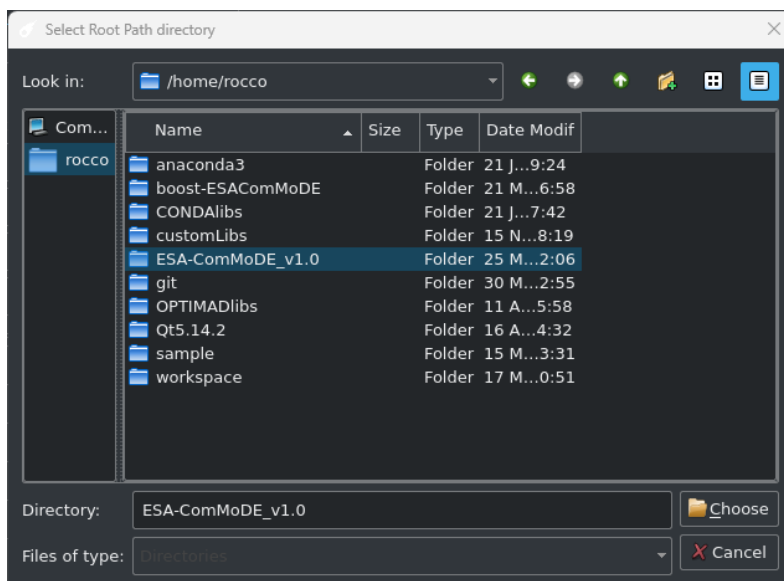 Select Root Path directory
Look in: /home/rocco
Com...
rocco
Name Size Type Date Modif
anaconda3 Folder 21 J...9:24
boost-ESAComMoDE Folder 21 M...6:58
CONDAlibs Folder 21 J...7:42
customLibs Folder 15 N...8:19
ESA-ComMoDE_v1.0 Folder 25 M...2:06
git Folder 30 M...2:55
OPTIMADlibs Folder 11 A...5:58
Qt5.14.2 Folder 16 A...4:32
sample Folder 15 M...3:31
workspace Folder 17 M...0:51
Directory: ESA-ComMoDE_v1.0 Choose
Files of type: Directories Cancel